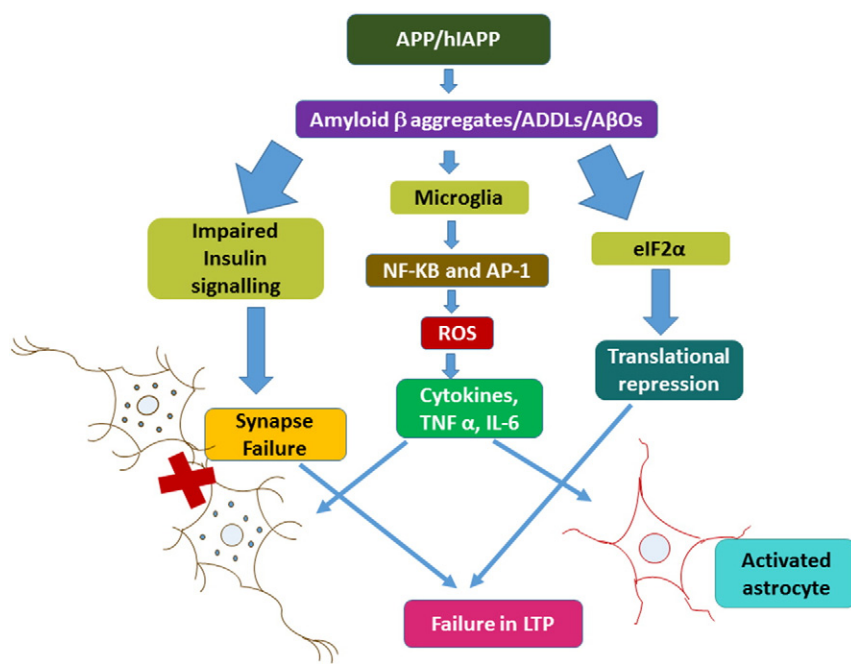 APP/hIAPP
Amyloid β aggregates/ADDLs/AβOs
Impaired
Insulin
signalling
Microglia
eIF2α
NF-KB and AP-1
ROS
Translational
repression
Cytokines,
TNF α, IL-6
Synapse
Failure
Activated
astrocyte
Failure in LTP